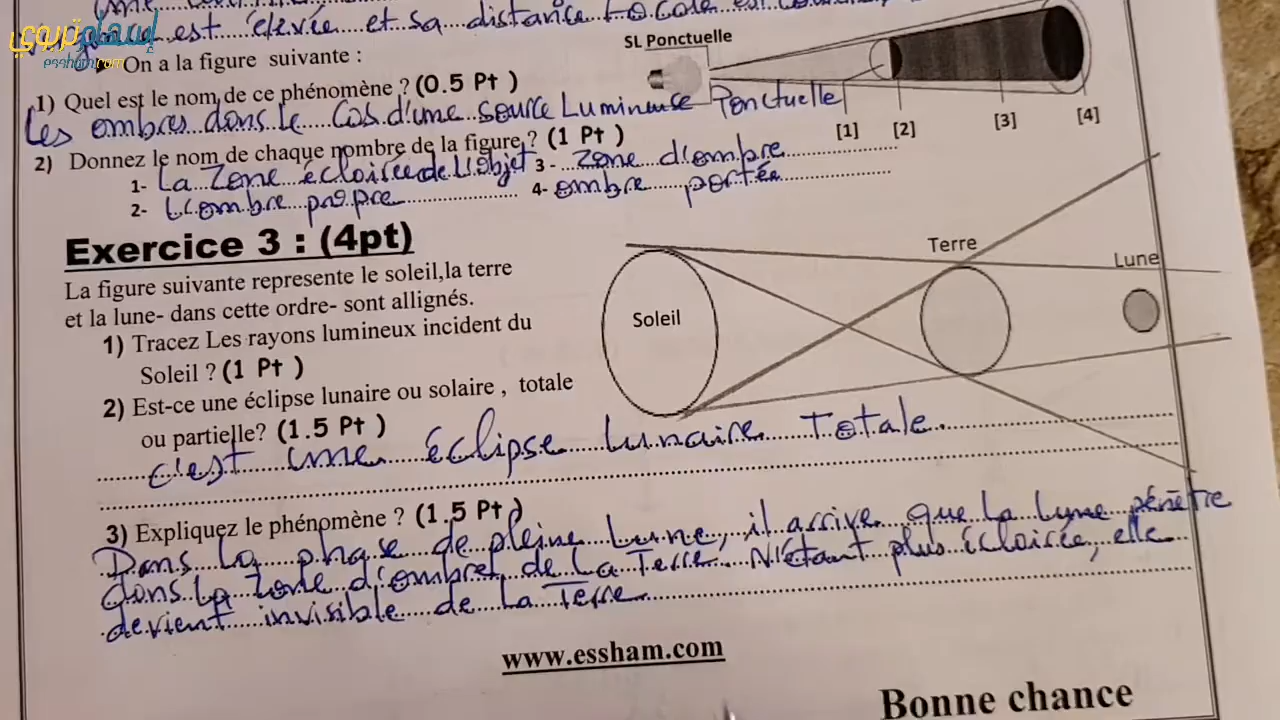 إسهام تربوي
essham.com
est élevée et sa distance
On a la figure suivante :
SL Ponctuelle
1) Quel est le nom de ce phénomène ? (0.5 Pt )
Les ombres dans le cas d'une source Lumineuse Ponctuelle
[1] [2] [3] [4]
2) Donnez le nom de chaque nombre de la figure ? (1 Pt )
1- La Zone éclairée de L'objet 3 - Zone d'ombre
2- L'ombre propre 4- ombre portée
Exercice 3 : (4pt)
La figure suivante represente le soleil,la terre
et la lune- dans cette ordre- sont allignés.
1) Tracez Les rayons lumineux incident du
Soleil ? (1 Pt )
2) Est-ce une éclipse lunaire ou solaire , totale
ou partielle? (1.5 Pt )
Soleil
Terre
Lune
c'est une éclipse Lunaire Totale
3) Expliquez le phénomène ? (1.5 Pt )
Dans la phase de pleine Lune, il arrive que la Lune pénètre
dans la zone d'ombre de La Terre. N'étant plus éclairée, elle
devient invisible de la Terre
www.essham.com
Bonne chance